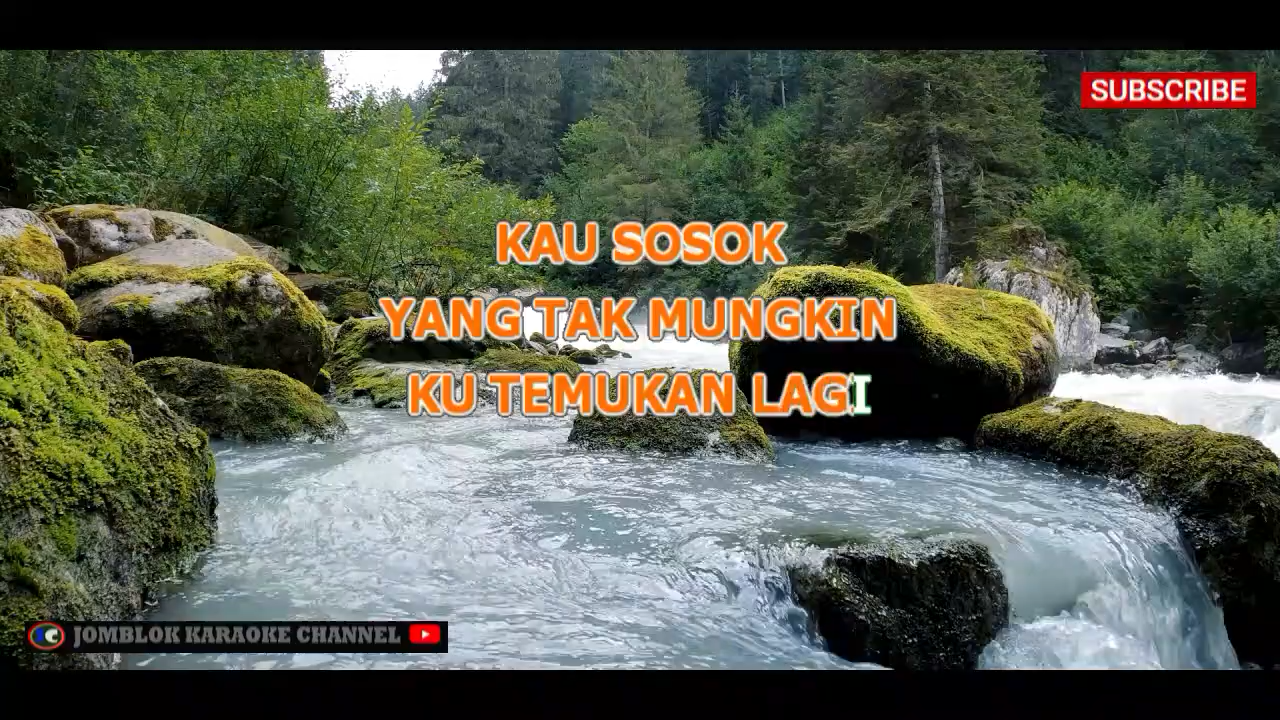 SUBSCRIBE
KAU SOSOK
YANG TAK MUNGKIN
KU TEMUKAN LAGI
JOMBLOK KARAOKE CHANNEL